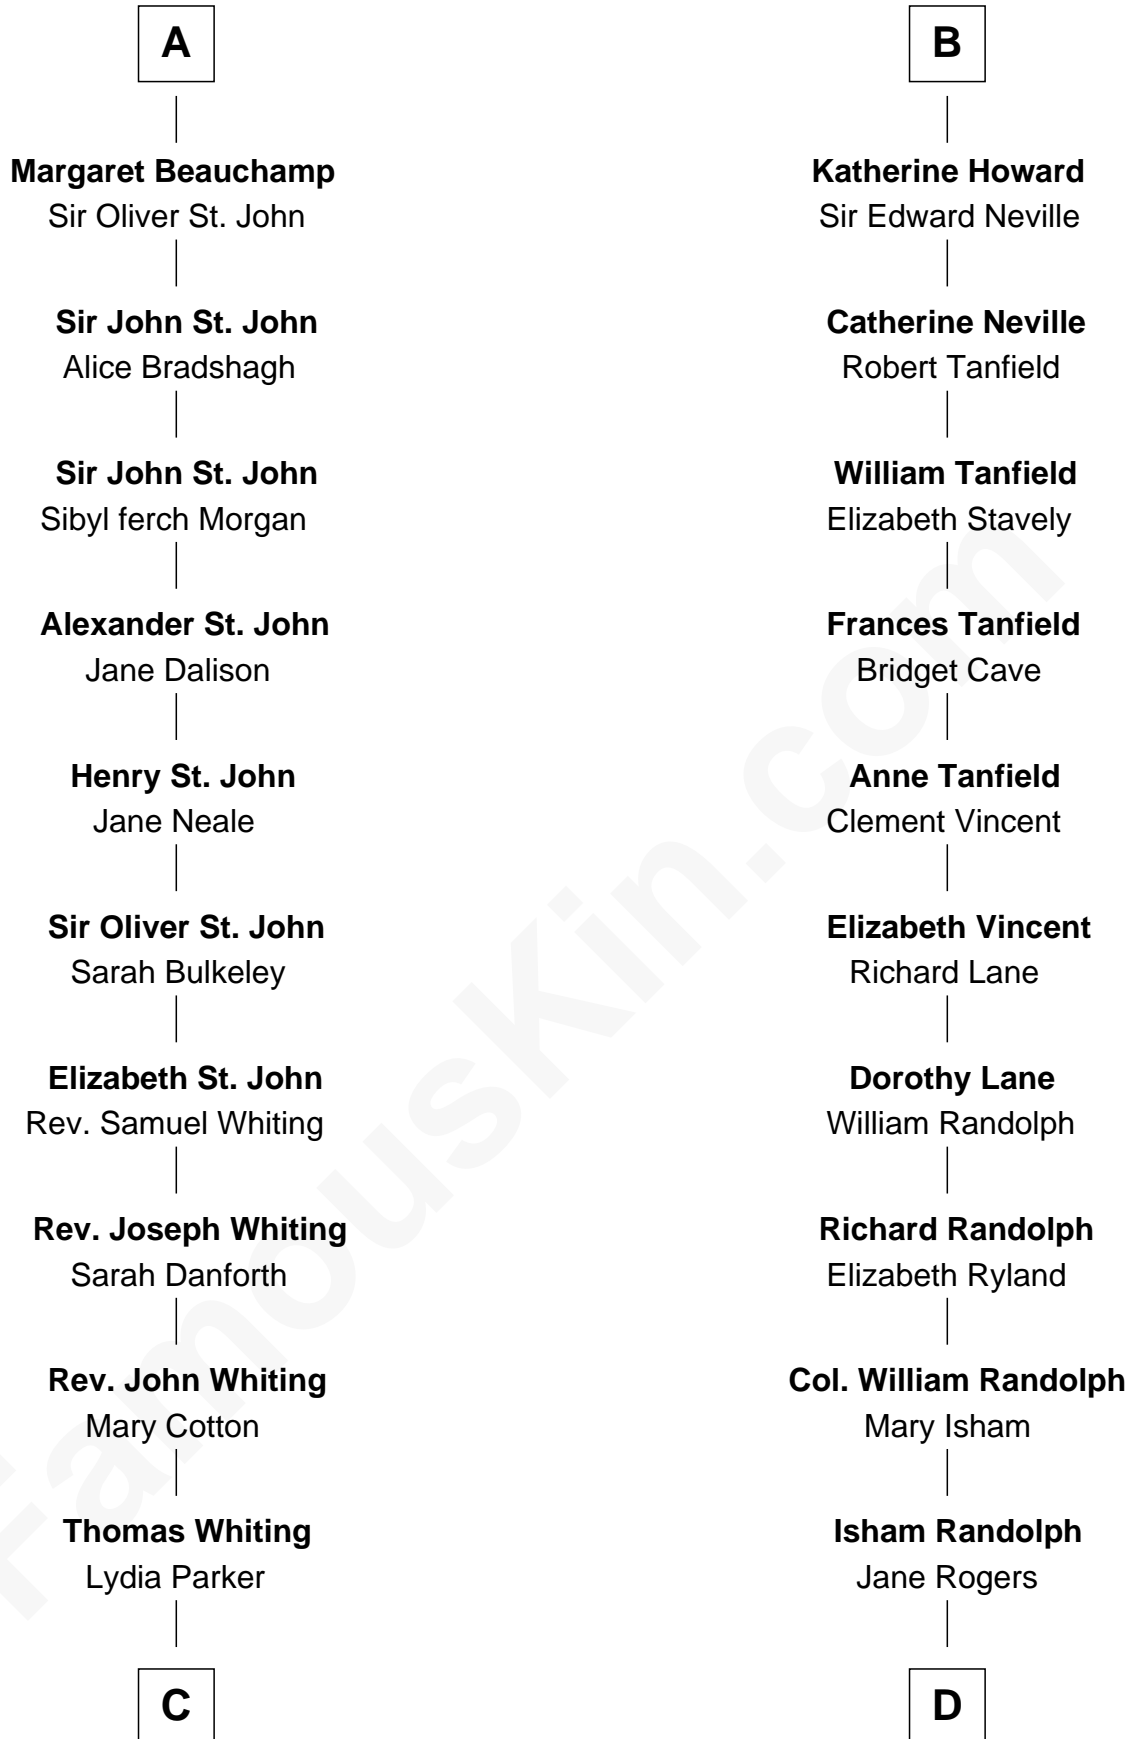 A
Margaret Beauchamp
Sir Oliver St. John
Sir John St. John
Alice Bradshagh
Sir John St. John
Sibyl ferch Morgan
Alexander St. John
Jane Dalison
Henry St. John
Jane Neale
Sir Oliver St. John
Sarah Bulkeley
Elizabeth St. John
Rev. Samuel Whiting
Rev. Joseph Whiting
Sarah Danforth
Rev. John Whiting
Mary Cotton
Thomas Whiting
Lydia Parker
C
B
Katherine Howard
Sir Edward Neville
Catherine Neville
Robert Tanfield
William Tanfield
Elizabeth Stavely
Frances Tanfield
Bridget Cave
Anne Tanfield
Clement Vincent
Elizabeth Vincent
Richard Lane
Dorothy Lane
William Randolph
Richard Randolph
Elizabeth Ryland
Col. William Randolph
Mary Isham
Isham Randolph
Jane Rogers
D
FamousKin.com